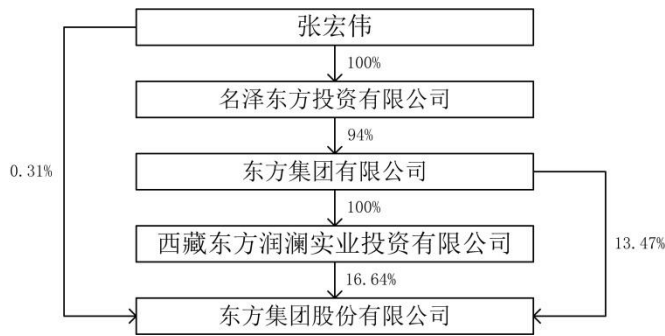 张宏伟
100%
名泽东方投资有限公司
94%
0.31%
东方集团有限公司
100%
西藏东方润澜实业投资有限公司
13.47%
16.64%
东方集团股份有限公司